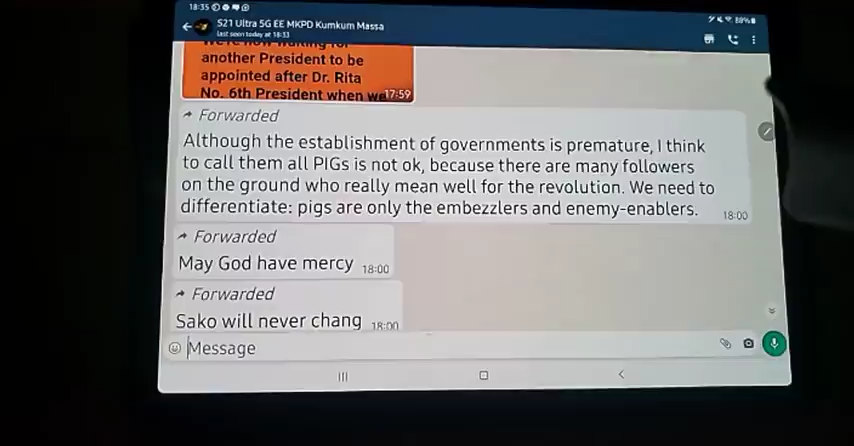 18:35
88%
S21 Ultra 5G EE MKPD Kumkum Massa
last seen today at 18:33
another President to be
appointed after Dr. Rita
No. 6th President when we
17:59
Forwarded
Although the establishment of governments is premature, I think
to call them all PIGs is not ok, because there are many followers
on the ground who really mean well for the revolution. We need to
differentiate: pigs are only the embezzlers and enemy-enablers.
18:00
Forwarded
May God have mercy 18:00
Forwarded
Sako will never chang 18:00
Message